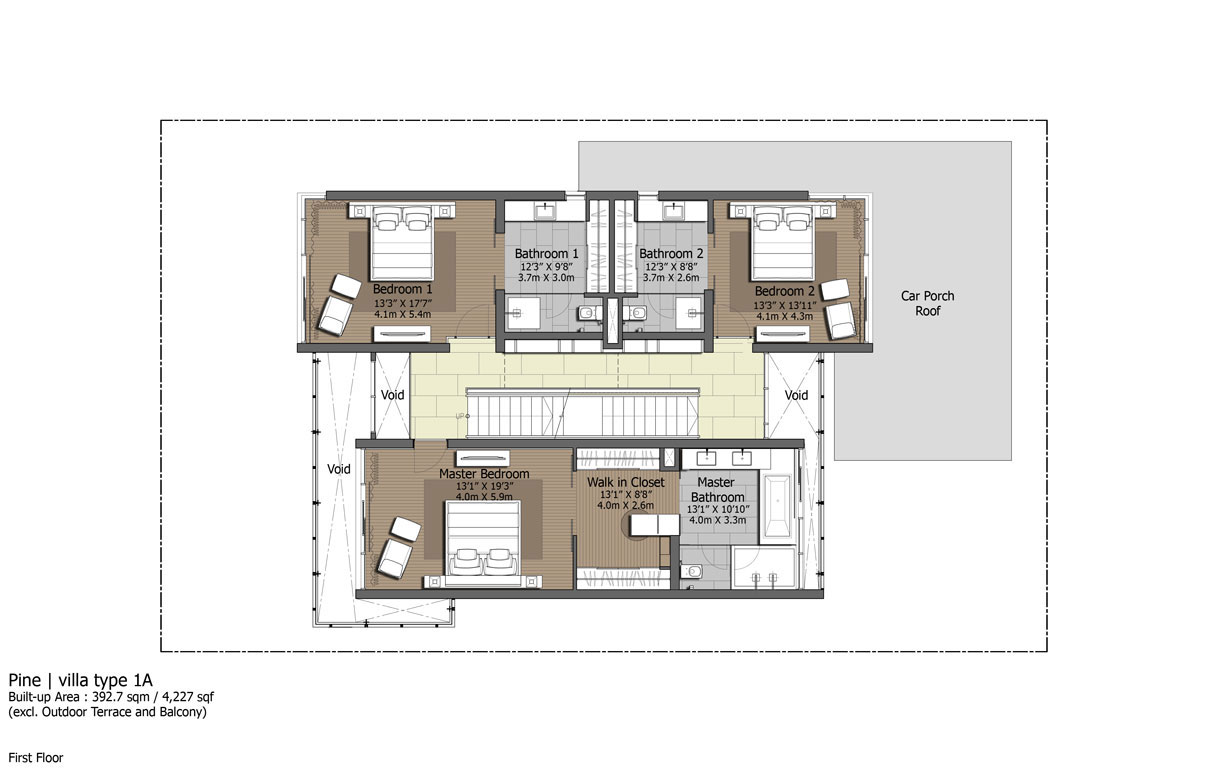 Bathroom 1
12'3" X 9'8"
3.7m X 3.0m
Bathroom 2
12'3" X 8'8"
3.7m X 2.6m
Bedroom 1
13'3" X 17'7"
4.1m X 5.4m
Bedroom 2
13'3" X 13'11"
4.1m X 4.3m
Car Porch
Roof
Void
Void
UP
Void
Master Bedroom
13'1" X 19'3"
4.0m X 5.9m
Walk in Closet
13'1" X 8'8"
4.0m X 2.6m
Master
Bathroom
13'1" X 10'10"
4.0m X 3.3m
Pine | villa type 1A
Built-up Area : 392.7 sqm / 4,227 sqf
(excl. Outdoor Terrace and Balcony)
First Floor